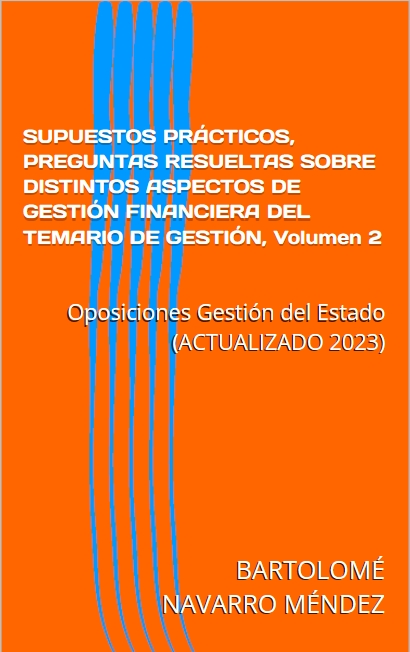 SUPUESTOS PRÁCTICOS,
PREGUNTAS RESUELTAS SOBRE
DISTINTOS ASPECTOS DE
GESTIÓN FINANCIERA DEL
TEMARIO DE GESTIÓN, Volumen 2
Oposiciones Gestión del Estado
(ACTUALIZADO 2023)
BARTOLOMÉ
NAVARRO MÉNDEZ